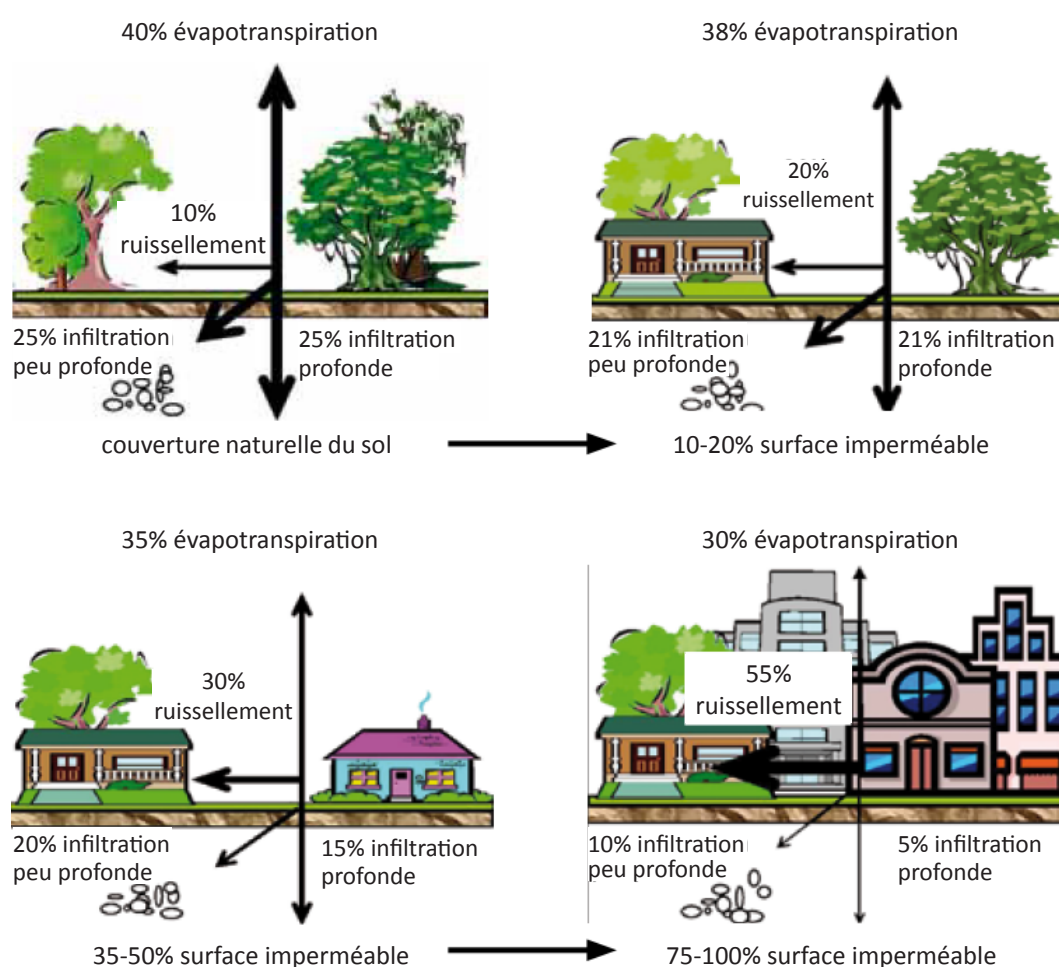 40% évapotranspiration
10%
ruissellement
25% infiltration
peu profonde
25% infiltration
profonde
couverture naturelle du sol
38% évapotranspiration
20%
ruissellement
21% infiltration
peu profonde
21% infiltration
profonde
10-20% surface imperméable
35% évapotranspiration
30%
ruissellement
20% infiltration
peu profonde
15% infiltration
profonde
35-50% surface imperméable
30% évapotranspiration
55%
ruissellement
10% infiltration
peu profonde
5% infiltration
profonde
75-100% surface imperméable